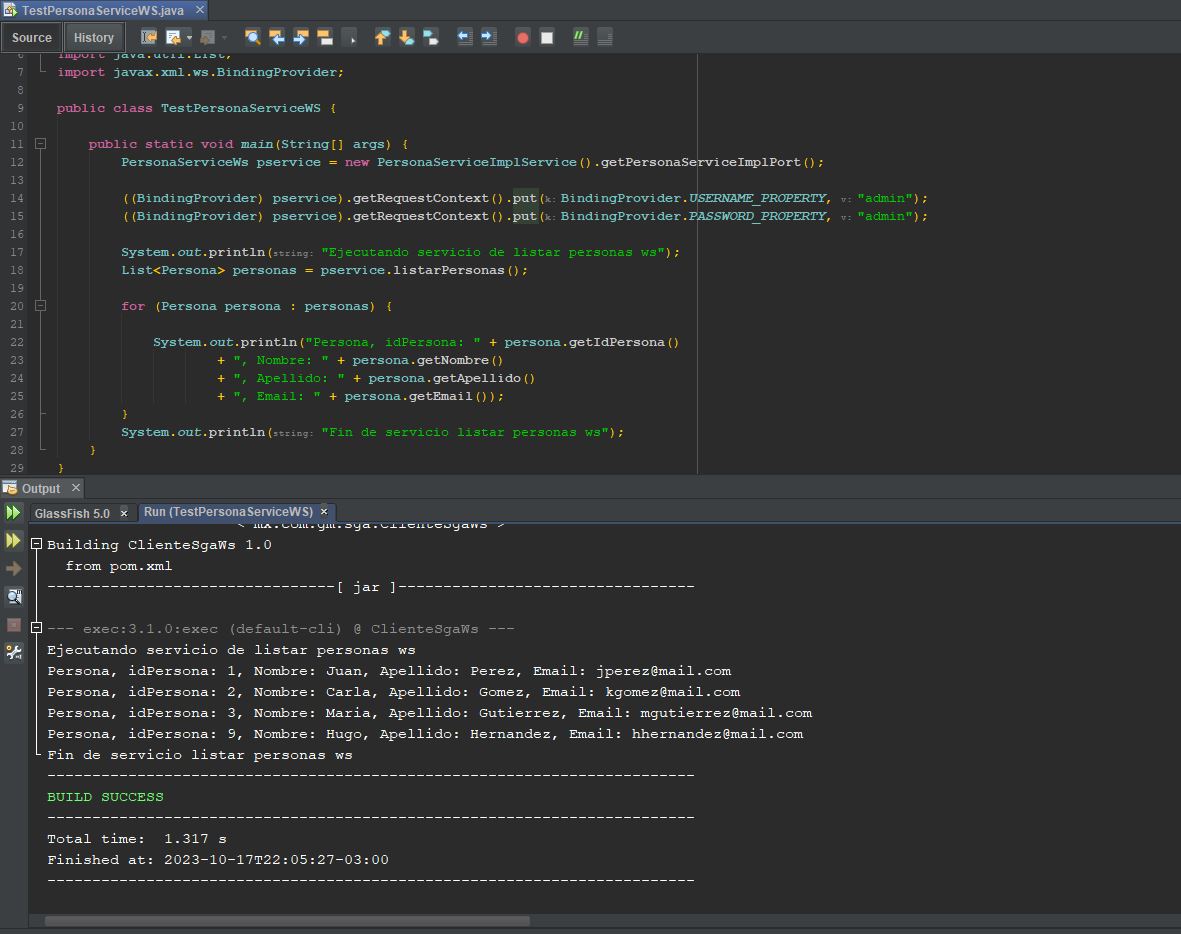 TestPersonaServiceWS.java
Source History
6 import java.util.List;
7 import javax.xml.ws.BindingProvider;
8
9 public class TestPersonaServiceWS {
10
11 public static void main(String[] args) {
12 PersonaServiceWs pservice = new PersonaServiceImplService().getPersonaServiceImplPort();
13
14 ((BindingProvider) pservice).getRequestContext().put(k: BindingProvider.USERNAME_PROPERTY, v: "admin");
15 ((BindingProvider) pservice).getRequestContext().put(k: BindingProvider.PASSWORD_PROPERTY, v: "admin");
16
17 System.out.println(string: "Ejecutando servicio de listar personas ws");
18 List<Persona> personas = pservice.listarPersonas();
19
20 for (Persona persona : personas) {
21
22 System.out.println("Persona, idPersona: " + persona.getIdPersona()
23 + ", Nombre: " + persona.getNombre()
24 + ", Apellido: " + persona.getApellido()
25 + ", Email: " + persona.getEmail());
26 }
27 System.out.println(string: "Fin de servicio listar personas ws");
28 }
29 }
Output
GlassFish 5.0 Run (TestPersonaServiceWS)
< mx.com.gm.sga:ClienteSgaWs >
Building ClienteSgaWs 1.0
from pom.xml
--------------------------------[ jar ]---------------------------------
--- exec:3.1.0:exec (default-cli) @ ClienteSgaWs ---
Ejecutando servicio de listar personas ws
Persona, idPersona: 1, Nombre: Juan, Apellido: Perez, Email: jperez@mail.com
Persona, idPersona: 2, Nombre: Carla, Apellido: Gomez, Email: kgomez@mail.com
Persona, idPersona: 3, Nombre: Maria, Apellido: Gutierrez, Email: mgutierrez@mail.com
Persona, idPersona: 9, Nombre: Hugo, Apellido: Hernandez, Email: hhernandez@mail.com
Fin de servicio listar personas ws
------------------------------------------------------------------------
BUILD SUCCESS
------------------------------------------------------------------------
Total time:  1.317 s
Finished at: 2023-10-17T22:05:27-03:00
------------------------------------------------------------------------